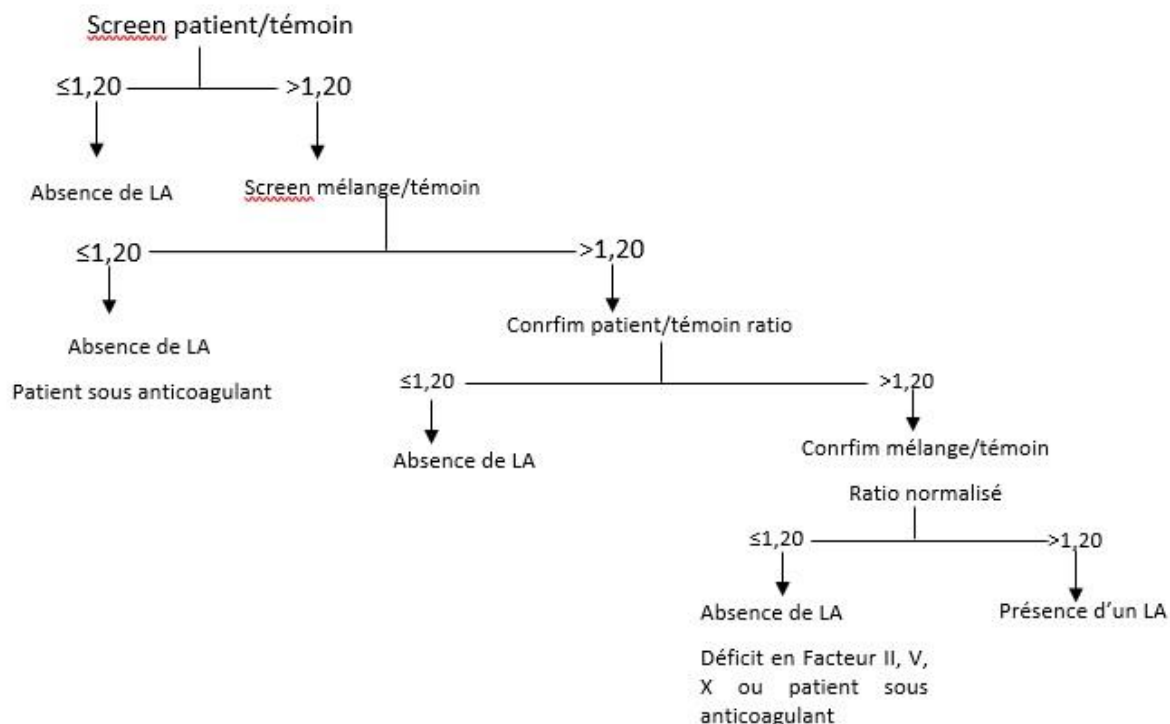 Screen patient/témoin
≤1,20 >1,20
Absence de LA Screen mélange/témoin
≤1,20 >1,20
Absence de LA Conrfim patient/témoin ratio
Patient sous anticoagulant
≤1,20 >1,20
Absence de LA Conrfim mélange/témoin
Ratio normalisé
≤1,20 >1,20
Absence de LA Présence d'un LA
Déficit en Facteur II, V,
X ou patient sous
anticoagulant